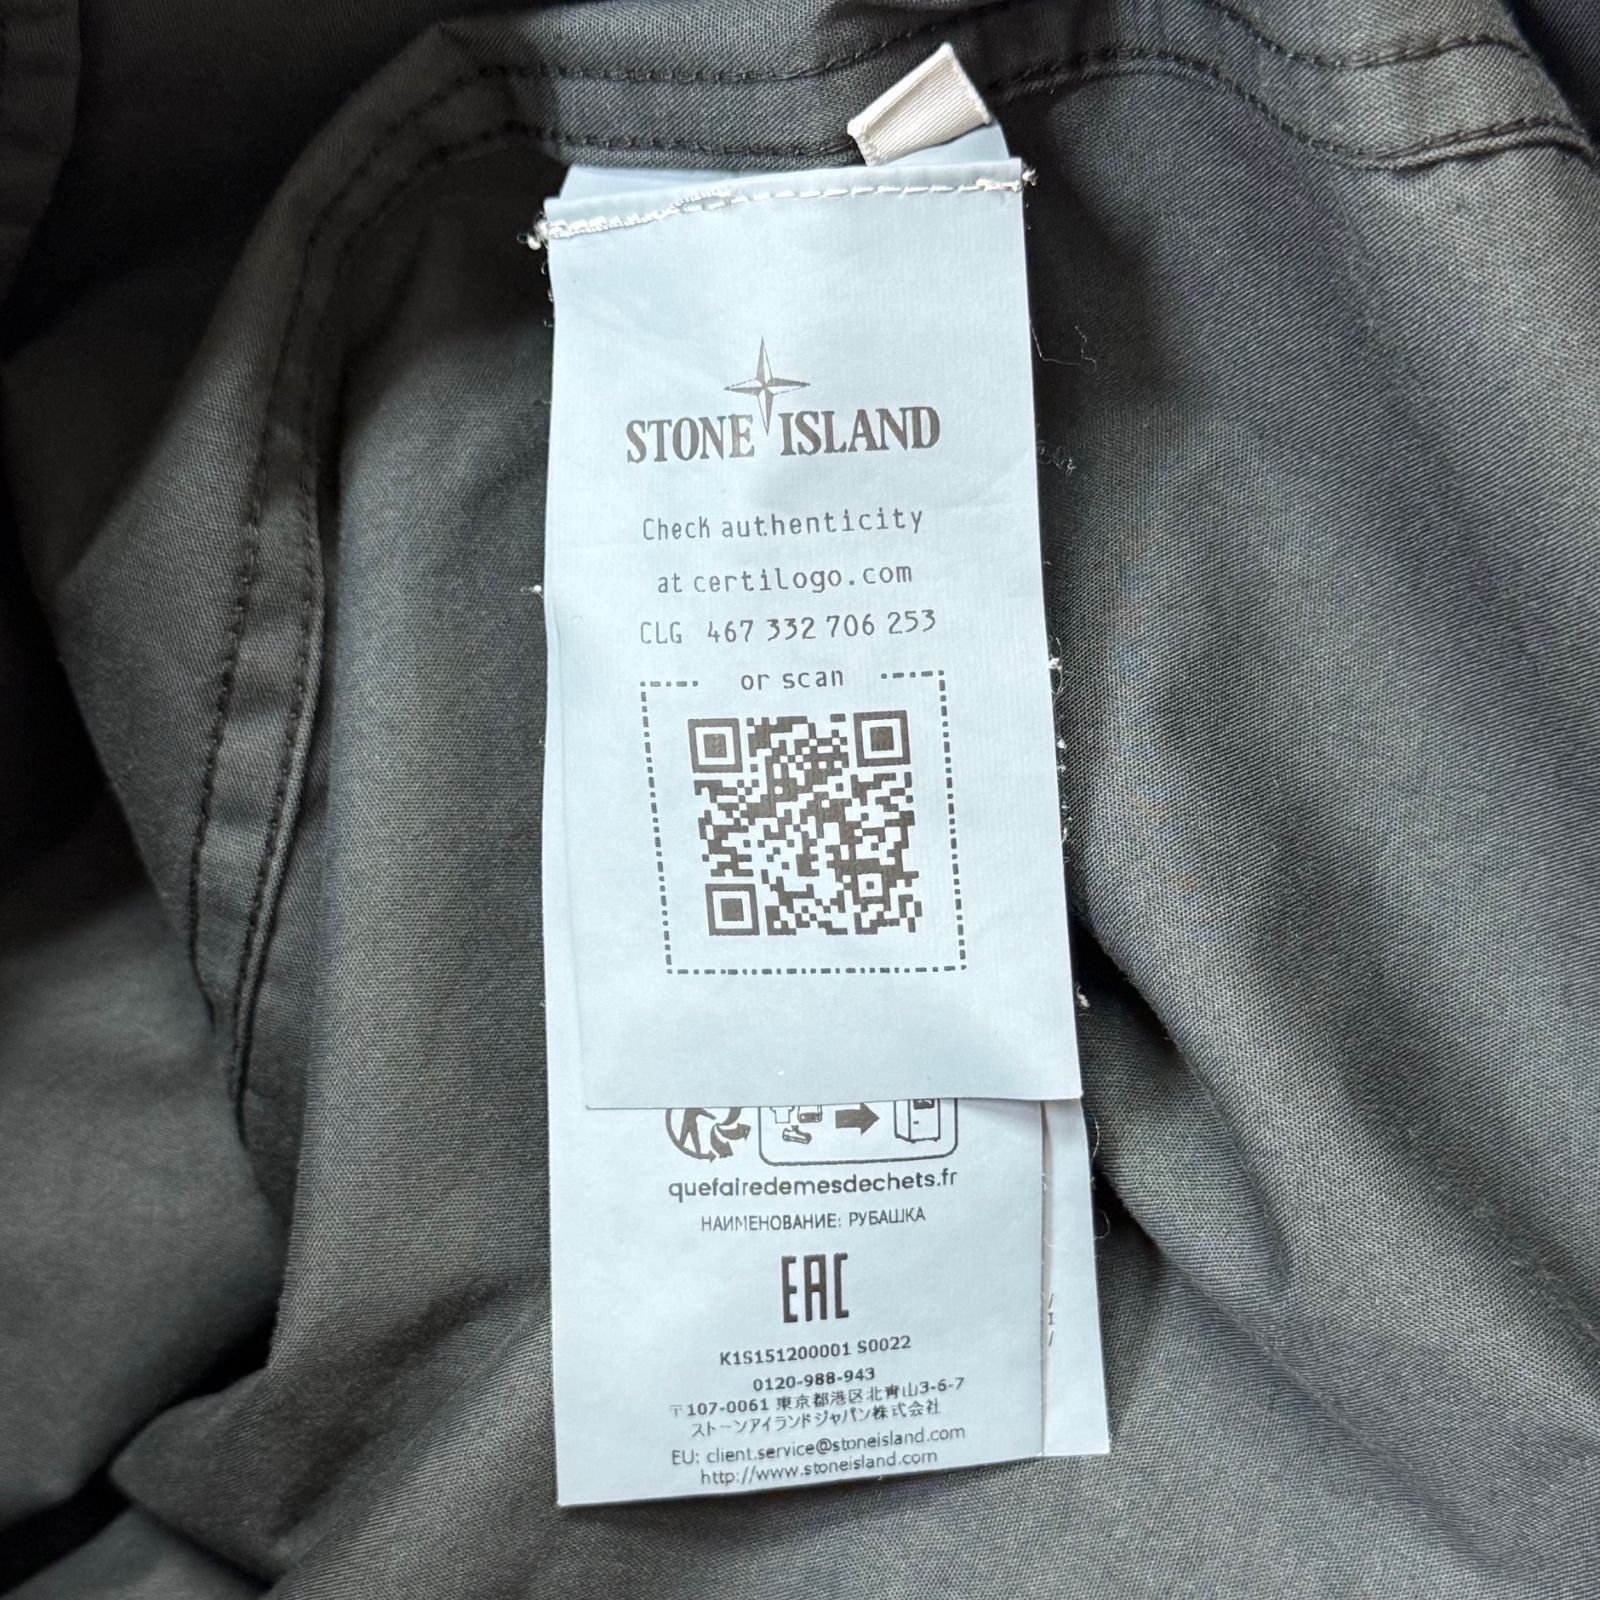 STONE ISLAND
Check authenticity
at certilogo.com
CLG 467 332 706 253
or scan
quefairedemesdechets.fr
НАИМЕНОВАНИЕ: РУБАШКА
EAC
K1S151200001 S0022
0120-988-943
〒107-0061 東京都港区北青山3-6-7
ストーンアイランドジャパン株式会社
EU: client.service@stoneisland.com
http://www.stoneisland.com